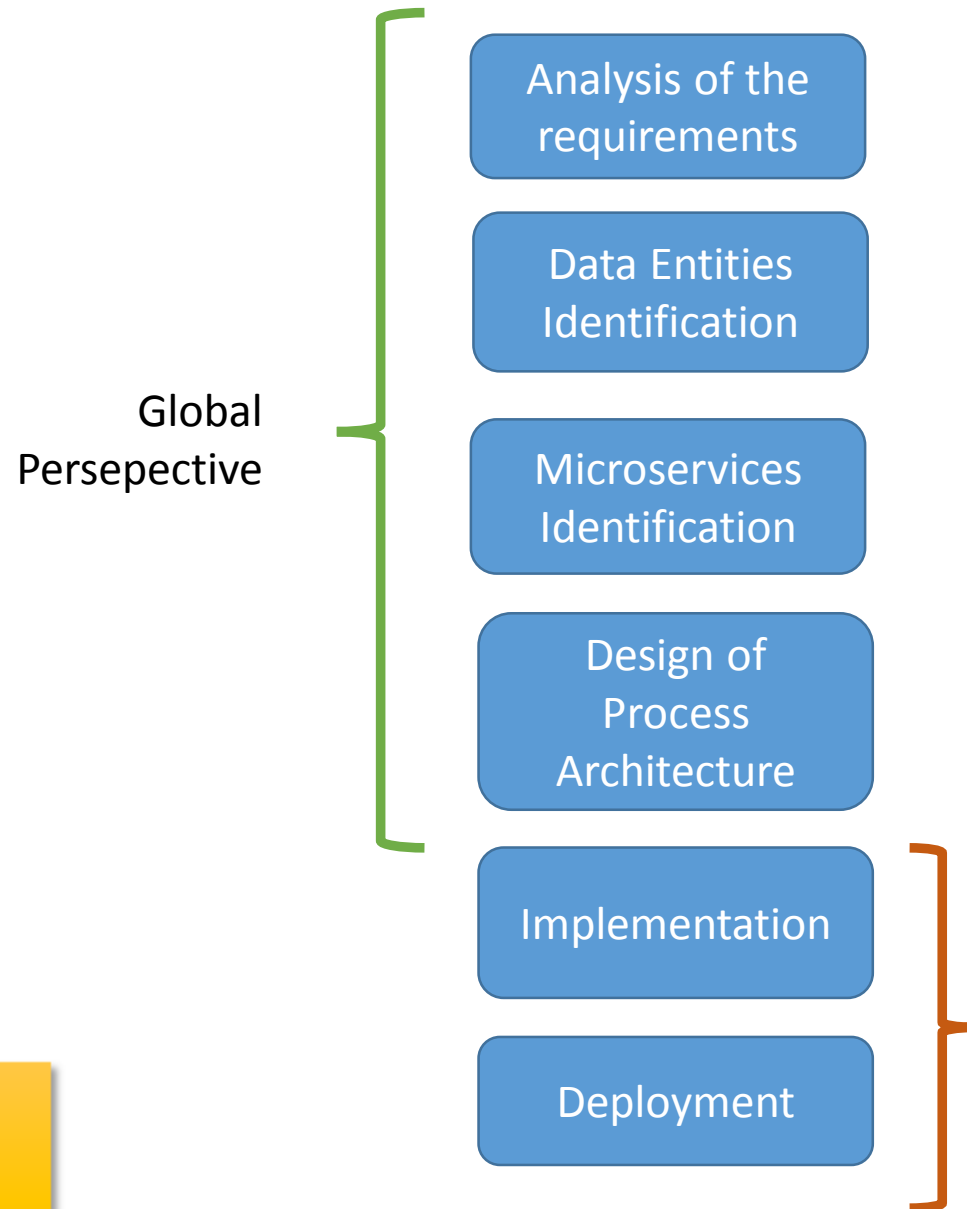 Analysis of the
requirements
Data Entities
Identification
Global
Persepective
Microservices
Identification
Design of
Process
Architecture
Implementation
Deployment